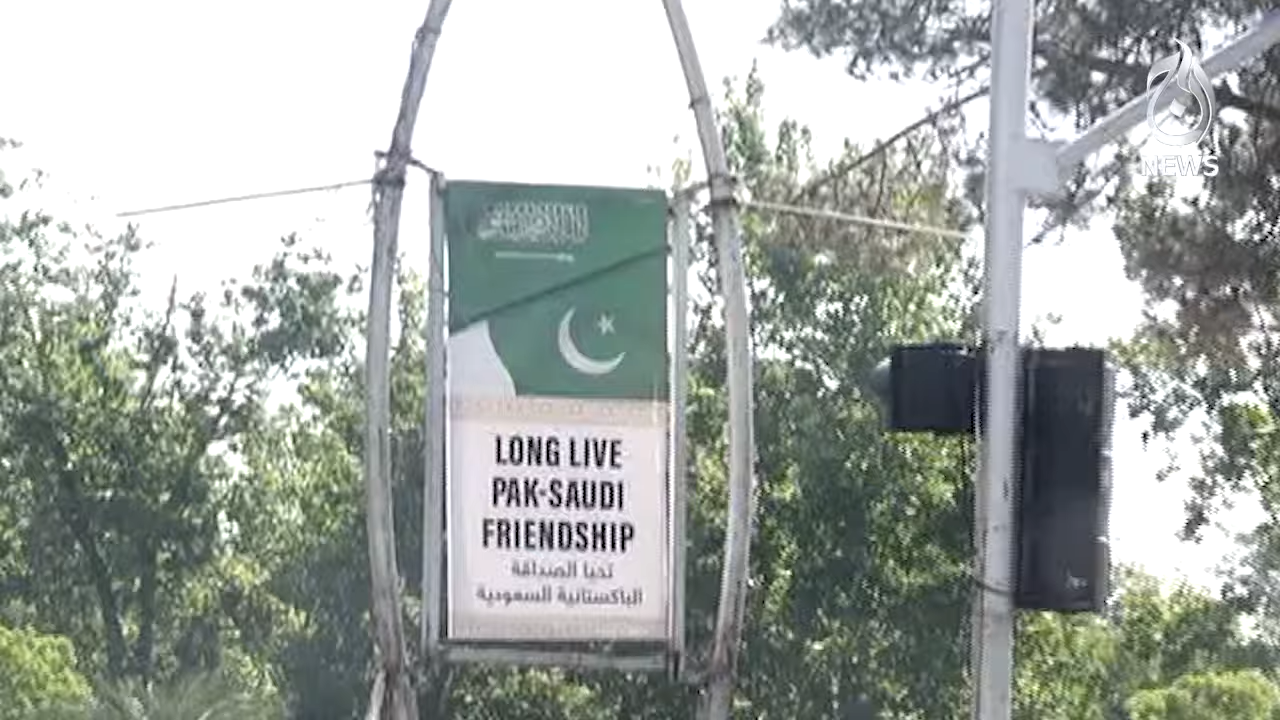 NEWS
LONG LIVE
PAK-SAUDI
FRIENDSHIP
تحيا الصداقة
الباكستانية السعودية